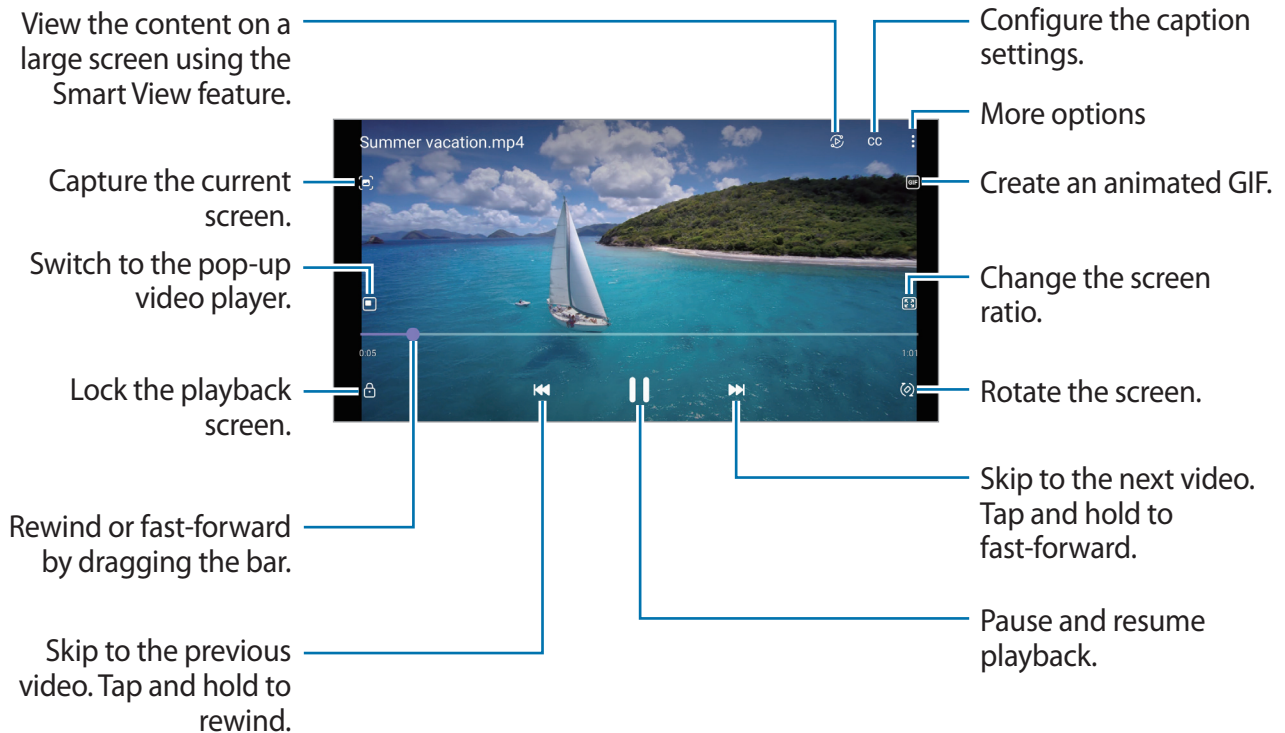 View the content on a
large screen using the
Smart View feature.
Configure the caption
settings.
More options
Summer vacation.mp4
CC
Capture the current
screen.
GIF
Create an animated GIF.
Switch to the pop-up
video player.
Change the screen
ratio.
0:05
1:01
Lock the playback
screen.
Rotate the screen.
Rewind or fast-forward
by dragging the bar.
Skip to the next video.
Tap and hold to
fast-forward.
Skip to the previous
video. Tap and hold to
rewind.
Pause and resume
playback.